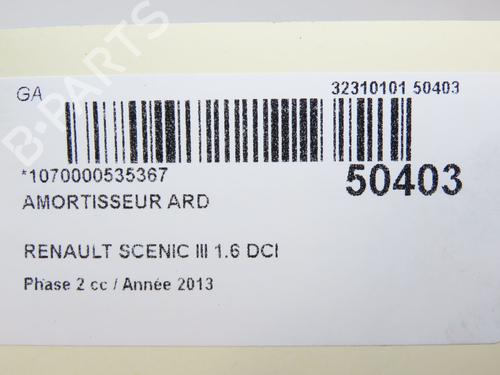 B-PARTS
GA 32310101 50403
*1070000535367 50403
AMORTISSEUR ARD
RENAULT SCENIC III 1.6 DCI
Phase 2 cc / Année 2013